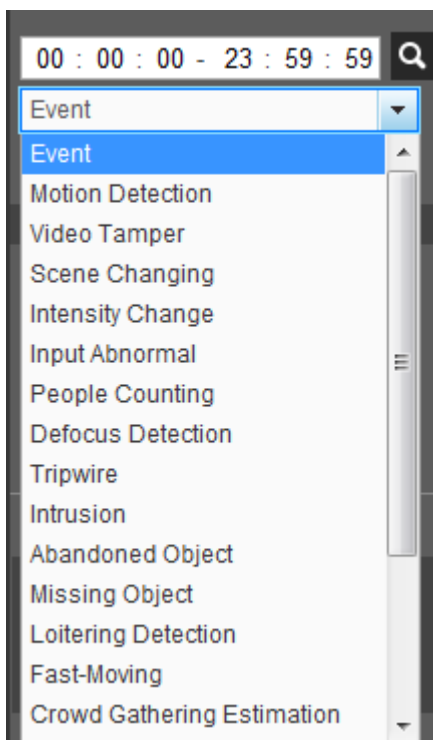 00 : 00 : 00 - 23 : 59 : 59
Event
Event
Motion Detection
Video Tamper
Scene Changing
Intensity Change
Input Abnormal
People Counting
Defocus Detection
Tripwire
Intrusion
Abandoned Object
Missing Object
Loitering Detection
Fast-Moving
Crowd Gathering Estimation